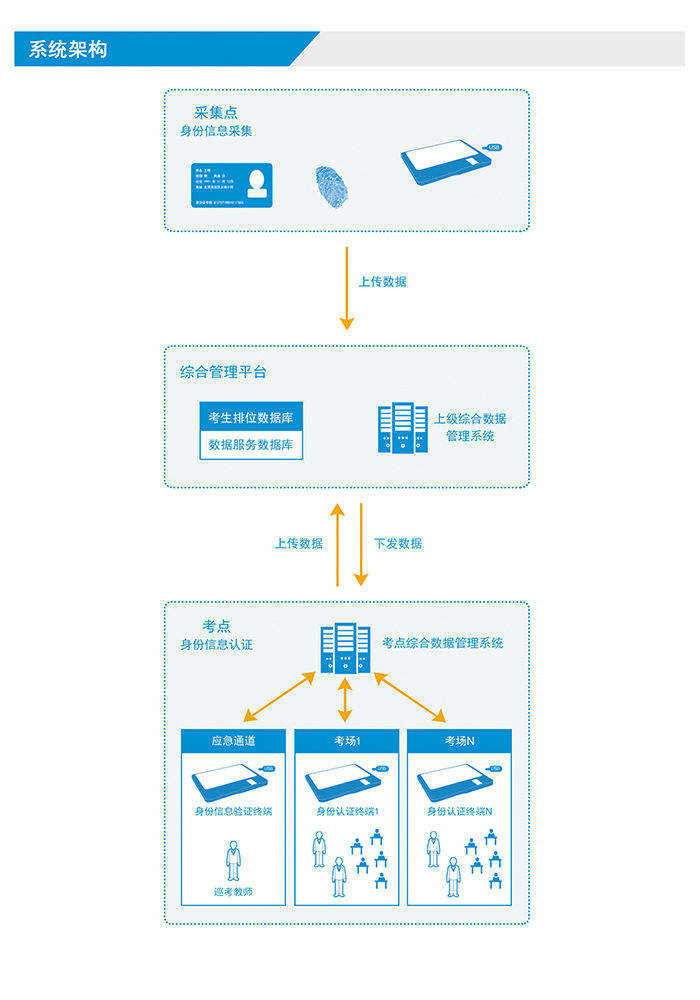 系统架构
采集点
身份信息采集
USB
上传数据
综合管理平台
考生排位数据库
数据服务数据库
上级综合数据
管理系统
上传数据
下发数据
考点
身份信息认证
考点综合数据管理系统
应急通道
考场1
考场N
USB
USB
USB
身份信息验证终端
身份认证终端1
身份认证终端N
巡考教师